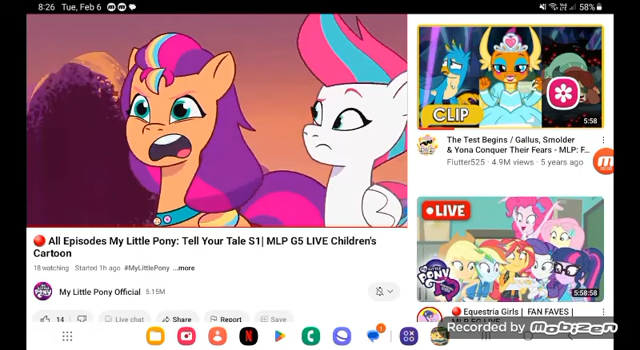 8:26 Tue, Feb 6
58%
CLIP
5:58
The Test Begins / Gallus, Smolder
& Yona Conquer Their Fears - MLP: F...
Flutter525 · 4.9M views · 5 years ago
🔴 All Episodes My Little Pony: Tell Your Tale S1| MLP G5 LIVE Children's
Cartoon
18 watching Started 1h ago #MyLittlePony ...more
My Little Pony Official 5.15M
14
Live chat
Share
Report
Save
LIVE
5:58:58
Equestria Girls | FAN FAVES |
Recorded by Mobizen